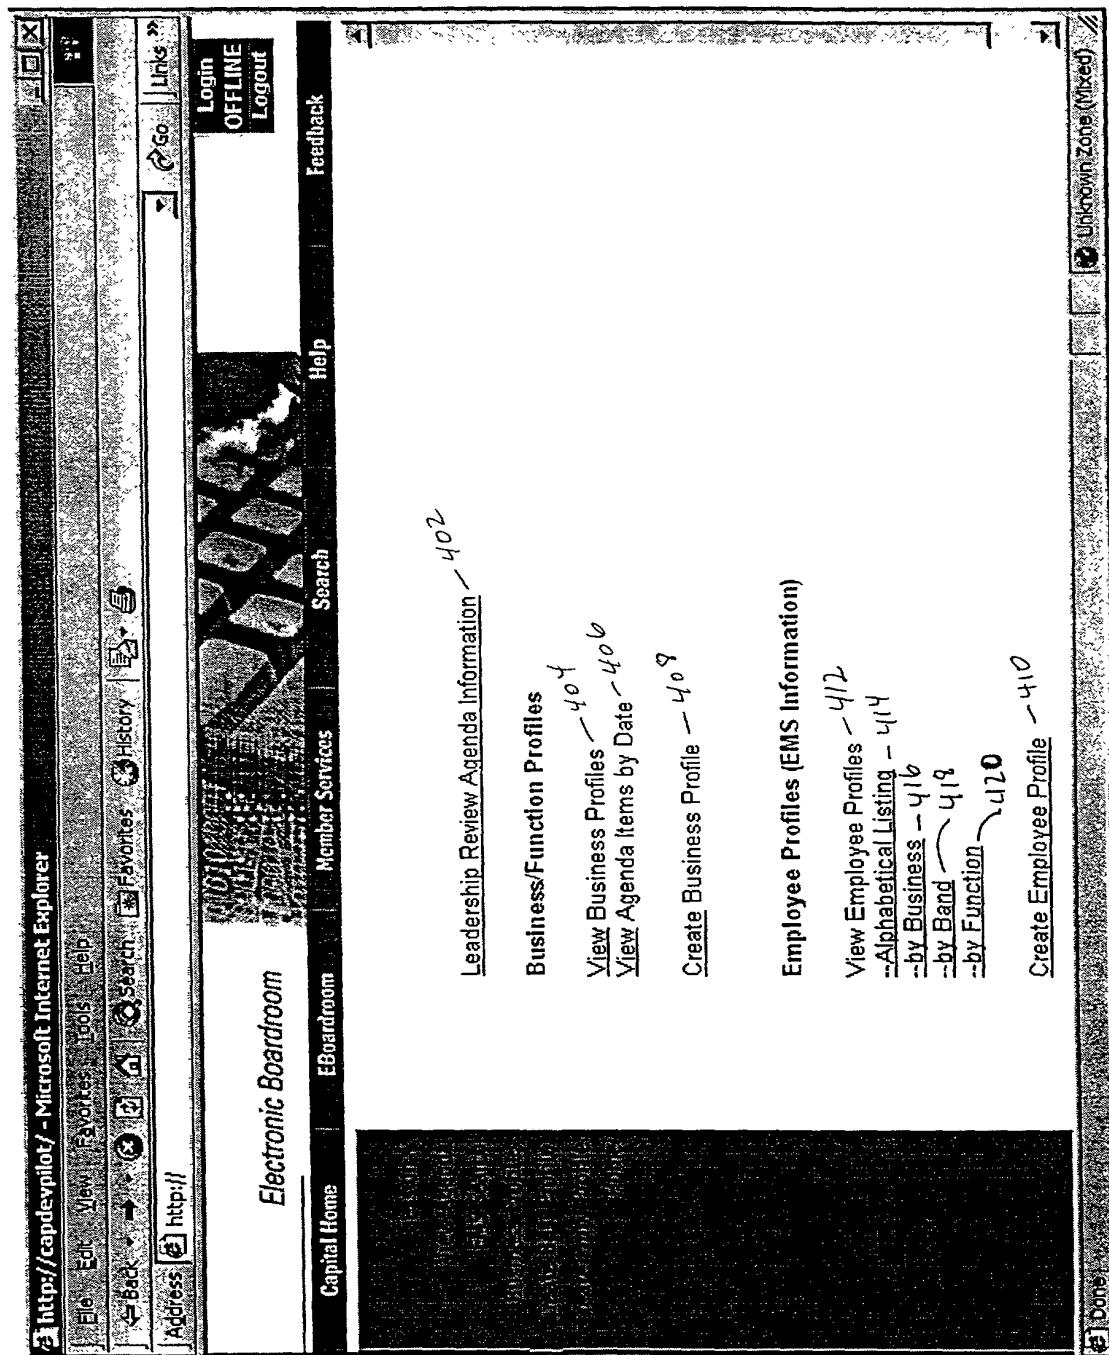 http://capdevpilot/ - Microsoft Internet Explorer
File Edit View Favorites Tools Help
Back Search Favorites History
Address http:// Go Links »
Electronic Boardroom
Login
OFFLINE
Logout
Capital Home EBoardroom Member Services Search Help Feedback
Leadership Review Agenda Information - 402
Business/Function Profiles
View Business Profiles - 404
View Agenda Items by Date - 406
Create Business Profile - 408
Employee Profiles (EMS Information)
View Employee Profiles - 412
--Alphabetical Listing - 414
--by Business - 416
--by Band - 418
--by Function - 420
Create Employee Profile - 410
Done Unknown Zone (Mixed)